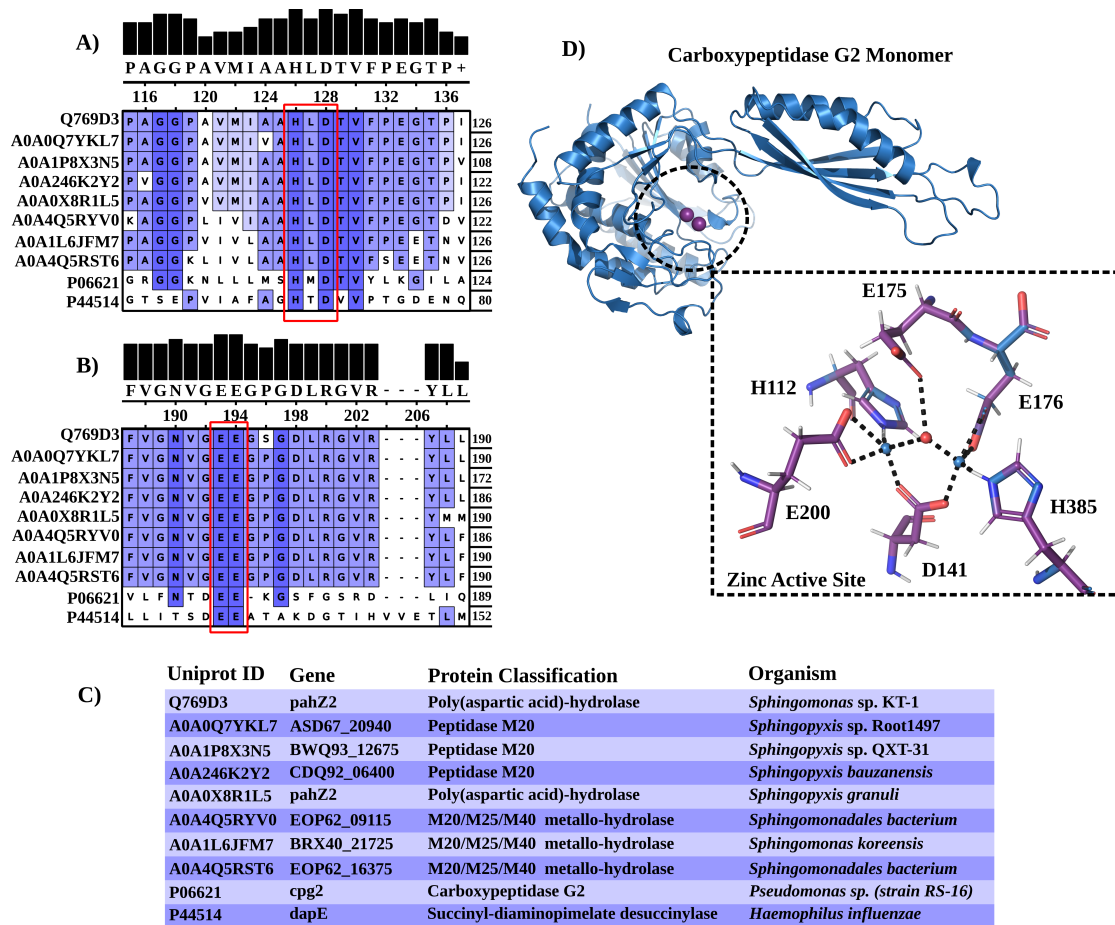 A)
P A G G P A V M I A A H L D T V F P E G T P +
116 120 124 128 132 136
Q769D3 P A G G P A V M I A A H L D T V F P E G T P I 126
A0A0Q7YKL7 P A G G P A V M I V A H L D T V F P E G T P I 126
A0A1P8X3N5 P A G G P A V M I A A H L D T V F P E G T P V 108
A0A246K2Y2 P V G G P A V M I A A H L D T V F P E G T P I 122
A0A0X8R1L5 P A G G P A V M I A A H L D T V F P E G T P I 126
A0A4Q5RYV0 K A G G P L I V L A A H L D T V F P E G T D V 122
A0A1L6JFM7 P A G G P V I V L A A H L D T V F P E E T N V 126
A0A4Q5RST6 P A G G K L I V L A A H L D T V F S E E T N V 126
P06621 G R G G K N L L L M S H M D T V Y L K G I L A 124
P44514 G T S E P V I A F A G H T D V V P T G D E N Q 80
B)
F V G N V G E E G P G D L R G V R - - - Y L L
190 194 198 202 206
Q769D3 F V G N V G E E G S G D L R G V R - - - Y L L 190
A0A0Q7YKL7 F V G N V G E E G P G D L R G V R - - - Y L L 190
A0A1P8X3N5 F V G N V G E E G P G D L R G V R - - - Y L L 172
A0A246K2Y2 F V G N V G E E G P G D L R G V R - - - Y L L 186
A0A0X8R1L5 F V G N V G E E G P G D L R G V R - - - Y M M 190
A0A4Q5RYV0 F V G N V G E E G P G D L R G V R - - - Y L F 186
A0A1L6JFM7 F V G N V G E E G P G D L R G V R - - - Y L F 190
A0A4Q5RST6 F V G N V G E E G P G D L R G V R - - - Y L F 190
P06621 V L F N T D E E - K G S F G S R D - - - L I Q 189
P44514 L L I T S D E E A T A K D G T I H V V E T L M 152
D)
Carboxypeptidase G2 Monomer
E175
H112
E176
E200
H385
D141
Zinc Active Site
C)
Uniprot ID Gene Protein Classification Organism
Q769D3 pahZ2 Poly(aspartic acid)-hydrolase Sphingomonas sp. KT-1
A0A0Q7YKL7 ASD67_20940 Peptidase M20 Sphingopyxis sp. Root1497
A0A1P8X3N5 BWQ93_12675 Peptidase M20 Sphingopyxis sp. QXT-31
A0A246K2Y2 CDQ92_06400 Peptidase M20 Sphingopyxis bauzanensis
A0A0X8R1L5 pahZ2 Poly(aspartic acid)-hydrolase Sphingopyxis granuli
A0A4Q5RYV0 EOP62_09115 M20/M25/M40 metallo-hydrolase Sphingomonadales bacterium
A0A1L6JFM7 BRX40_21725 M20/M25/M40 metallo-hydrolase Sphingomonas koreensis
A0A4Q5RST6 EOP62_16375 M20/M25/M40 metallo-hydrolase Sphingomonadales bacterium
P06621 cpg2 Carboxypeptidase G2 Pseudomonas sp. (strain RS-16)
P44514 dapE Succinyl-diaminopimelate desuccinylase Haemophilus influenzae